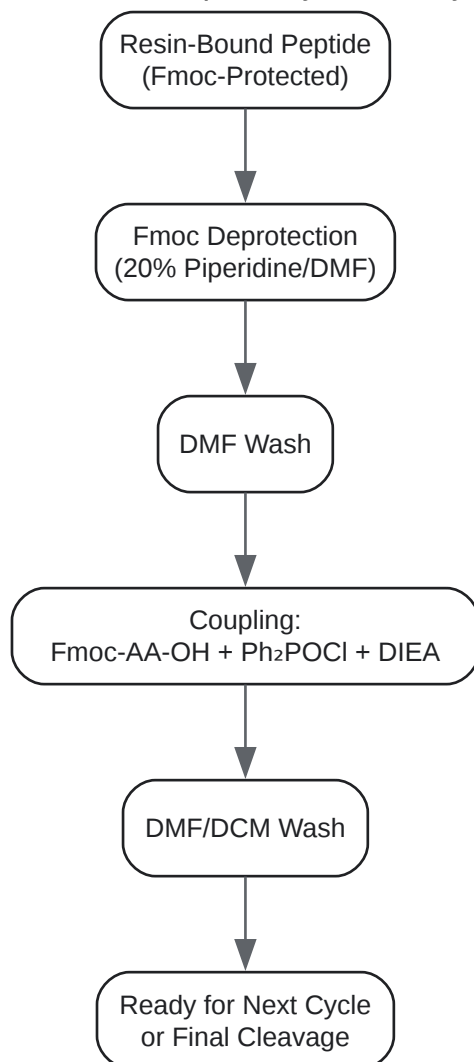 Resin-Bound Peptide
(Fmoc-Protected)
Fmoc Deprotection
(20% Piperidine/DMF)
DMF Wash
Coupling:
Fmoc-AA-OH + Ph₂POCl + DIEA
DMF/DCM Wash
Ready for Next Cycle
or Final Cleavage